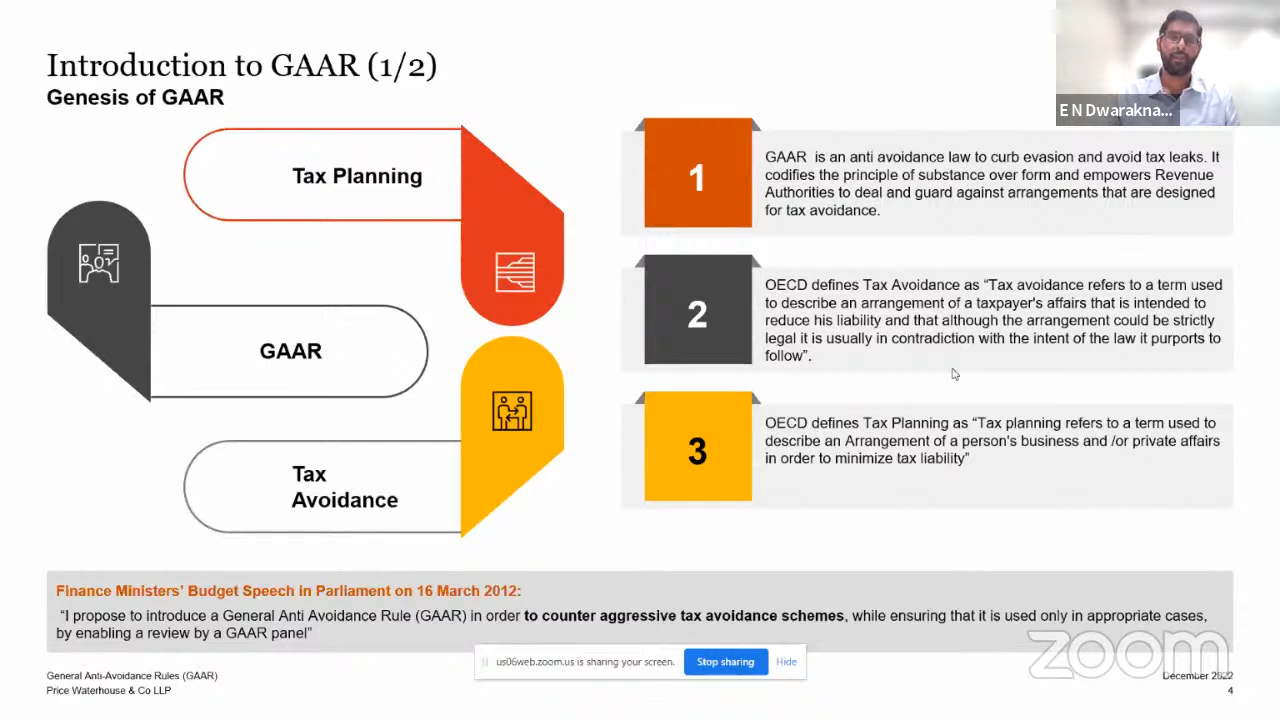 Introduction to GAAR (1/2)
Genesis of GAAR
E N Dwarakna...
Tax Planning
GAAR
Tax
Avoidance
1
GAAR is an anti avoidance law to curb evasion and avoid tax leaks. It
codifies the principle of substance over form and empowers Revenue
Authorities to deal and guard against arrangements that are designed
for tax avoidance.
2
OECD defines Tax Avoidance as “Tax avoidance refers to a term used
to describe an arrangement of a taxpayer's affairs that is intended to
reduce his liability and that although the arrangement could be strictly
legal it is usually in contradiction with the intent of the law it purports to
follow”.
3
OECD defines Tax Planning as “Tax planning refers to a term used to
describe an Arrangement of a person's business and /or private affairs
in order to minimize tax liability”
Finance Ministers’ Budget Speech in Parliament on 16 March 2012:
“I propose to introduce a General Anti Avoidance Rule (GAAR) in order to counter aggressive tax avoidance schemes, while ensuring that it is used only in appropriate cases,
by enabling a review by a GAAR panel”
zoom
us06web.zoom.us is sharing your screen.
Stop sharing
Hide
General Anti-Avoidance Rules (GAAR)
Price Waterhouse & Co LLP
December 2022
4